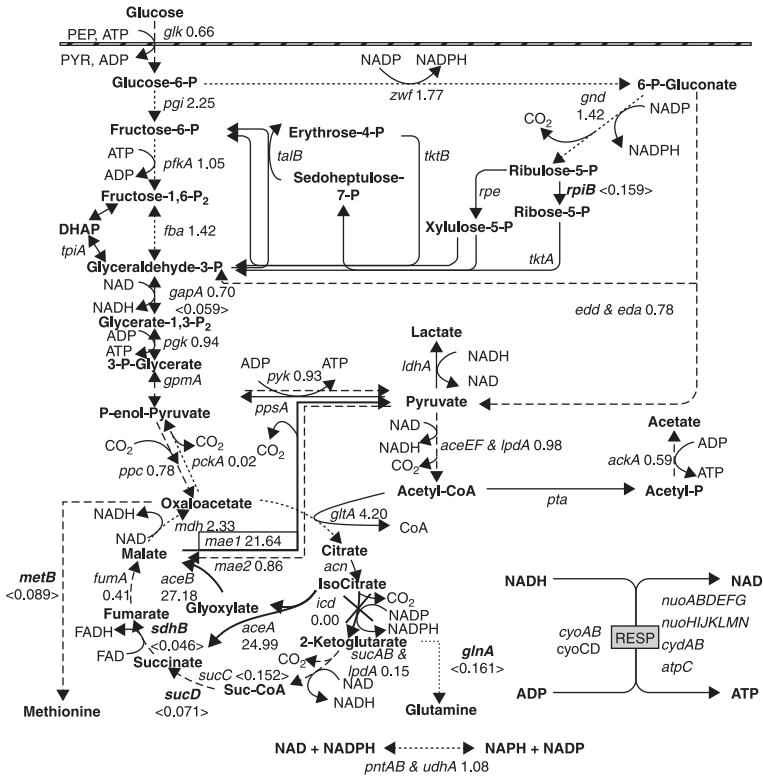 Glucose
PEP, ATP
glk 0.66
PYR, ADP
Glucose-6-P
NADP
NADPH
zwf 1.77
6-P-Gluconate
pgi 2.25
gnd
1.42
NADP
CO2
NADPH
Fructose-6-P
Erythrose-4-P
ATP
pfkA 1.05
ADP
talB
tktB
Sedoheptulose-
7-P
Ribulose-5-P
rpe
rpiB <0.159>
Fructose-1,6-P2
Ribose-5-P
DHAP
fba 1.42
Xylulose-5-P
tpiA
tktA
Glyceraldehyde-3-P
NAD
gapA 0.70
NADH
<0.059>
edd & eda 0.78
Glycerate-1,3-P2
ADP
pgk 0.94
ATP
3-P-Glycerate
gpmA
Lactate
ldhA
NADH
NAD
ADP
ATP
pyk 0.93
ppsA
Pyruvate
P-enol-Pyruvate
CO2
CO2
CO2
ppc 0.78
pckA 0.02
NAD
NADH
aceEF & lpdA 0.98
CO2
Acetate
ADP
ackA 0.59
ATP
Acetyl-CoA
pta
Acetyl-P
Oxaloacetate
NADH
mdh 2.33
gltA 4.20
CoA
NAD
mae1 21.64
Malate
mae2 0.86
Citrate
acn
metB
<0.089>
fumA
0.41
aceB
27.18
Glyoxylate
IsoCitrate
icd
0.00
CO2
NADP
NADPH
Fumarate
FADH
sdhB
<0.046>
FAD
aceA
24.99
2-Ketoglutarate
Succinate
sucAB &
lpdA 0.15
CO2
NAD
NADH
glnA
<0.161>
sucC <0.152>
Suc-CoA
sucD
<0.071>
Methionine
Glutamine
NADH
NAD
nuoABDEFG
cyoAB
cyoCD
RESP
nuoHIJKLMN
cydAB
atpC
ADP
ATP
NAD + NADPH
NAPH + NADP
pntAB & udhA 1.08